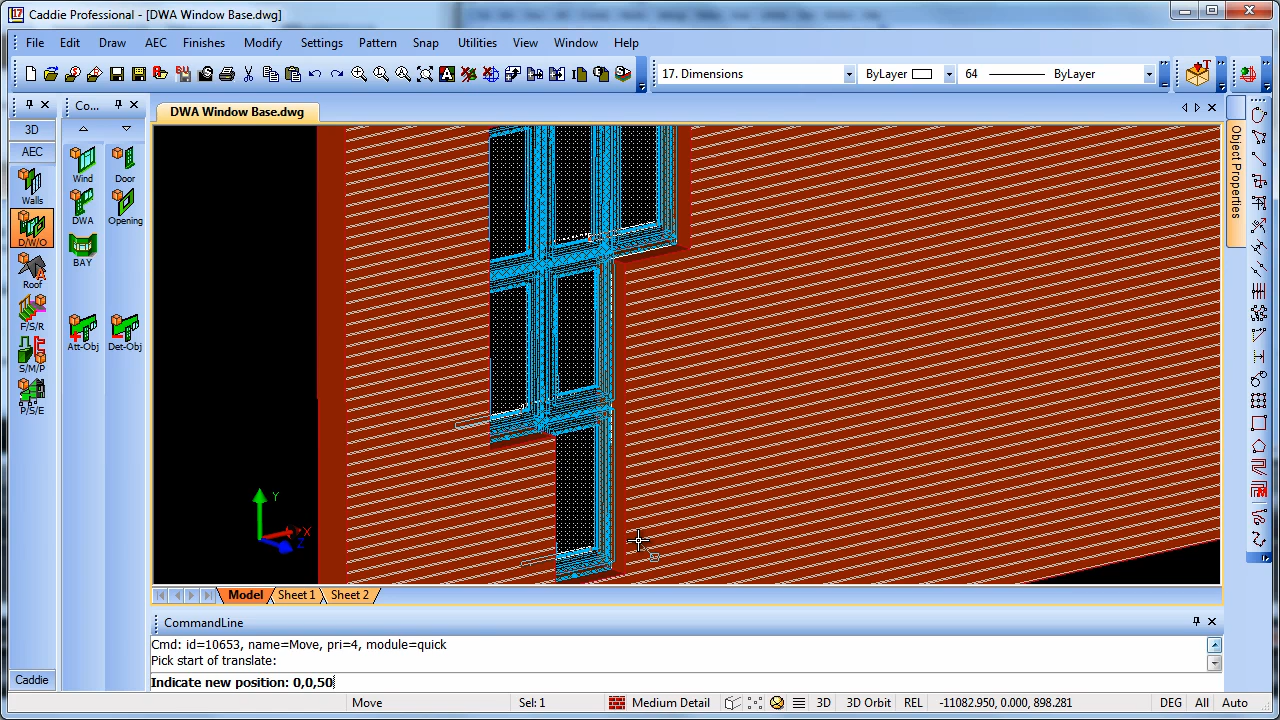 Caddie Professional - [DWA Window Base.dwg]
File Edit Draw AEC Finishes Modify Settings Pattern Snap Utilities View Window Help
17. Dimensions ByLayer 64 ByLayer
Co...
DWA Window Base.dwg
3D
AEC
Walls
D/W/O
Roof
F/S/R
S/M/P
P/S/E
Caddie
Wind Door
DWA Opening
BAY
Att-Obj Det-Obj
Object Properties
Y
X
Z
Model Sheet 1 Sheet 2
CommandLine
Cmd: id=10653, name=Move, pri=4, module=quick
Pick start of translate:
Indicate new position: 0,0,50
Move Sel: 1 Medium Detail 3D 3D Orbit REL -11082.950, 0.000, 898.281 DEG All Auto